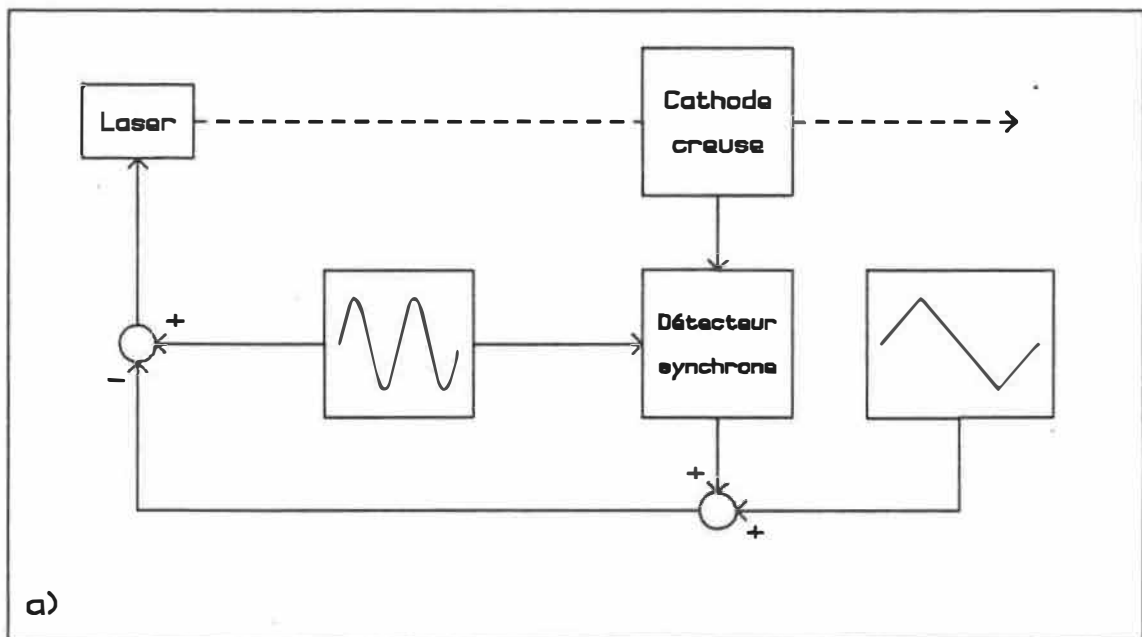 Laser
Cathode
creuse
+
-
Détecteur
synchrone
+
+
a)